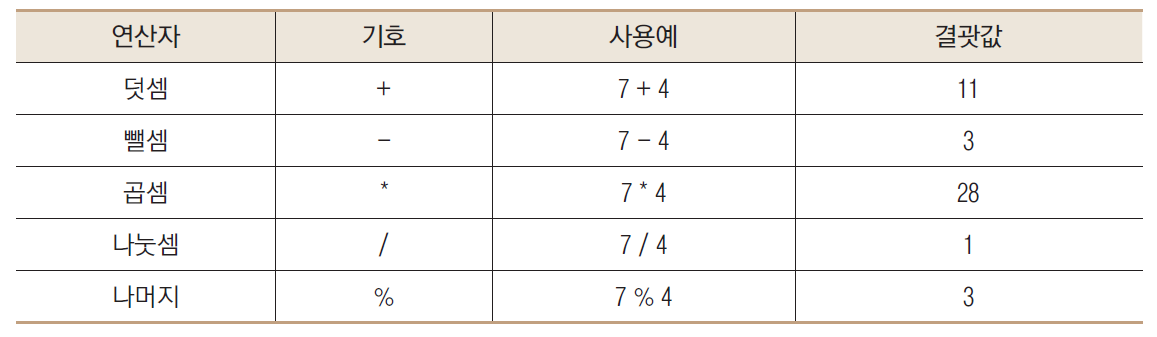 연산자 기호 사용예 결괏값
덧셈 + 7 + 4 11
뺄셈 - 7 - 4 3
곱셈 * 7 * 4 28
나눗셈 / 7 / 4 1
나머지 % 7 % 4 3